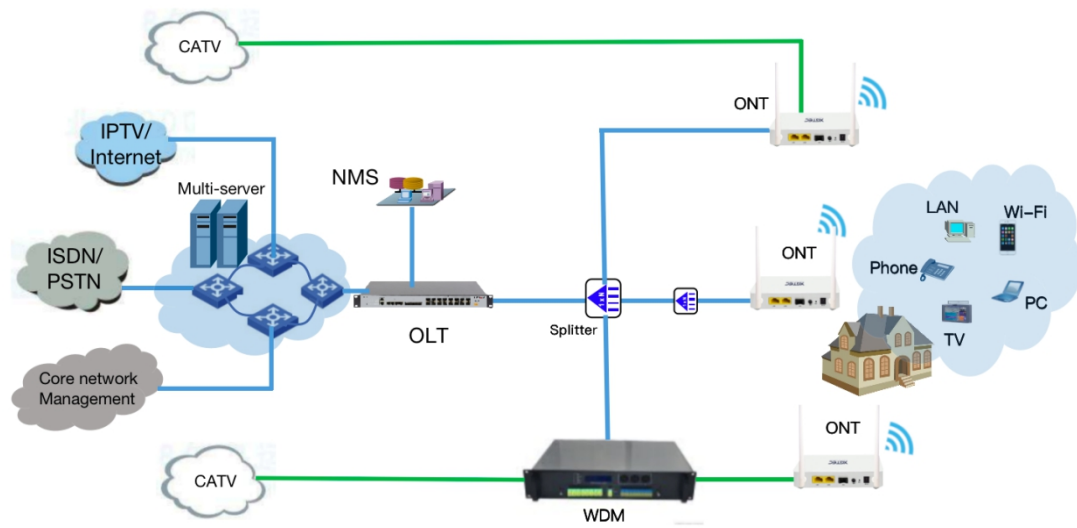 CATV
ONT
IPTV/
Internet
NMS
Multi-server
LAN
Wi-Fi
ONT
ISDN/
PSTN
Phone
PC
Splitter
OLT
TV
Core network
Management
ONT
CATV
WDM